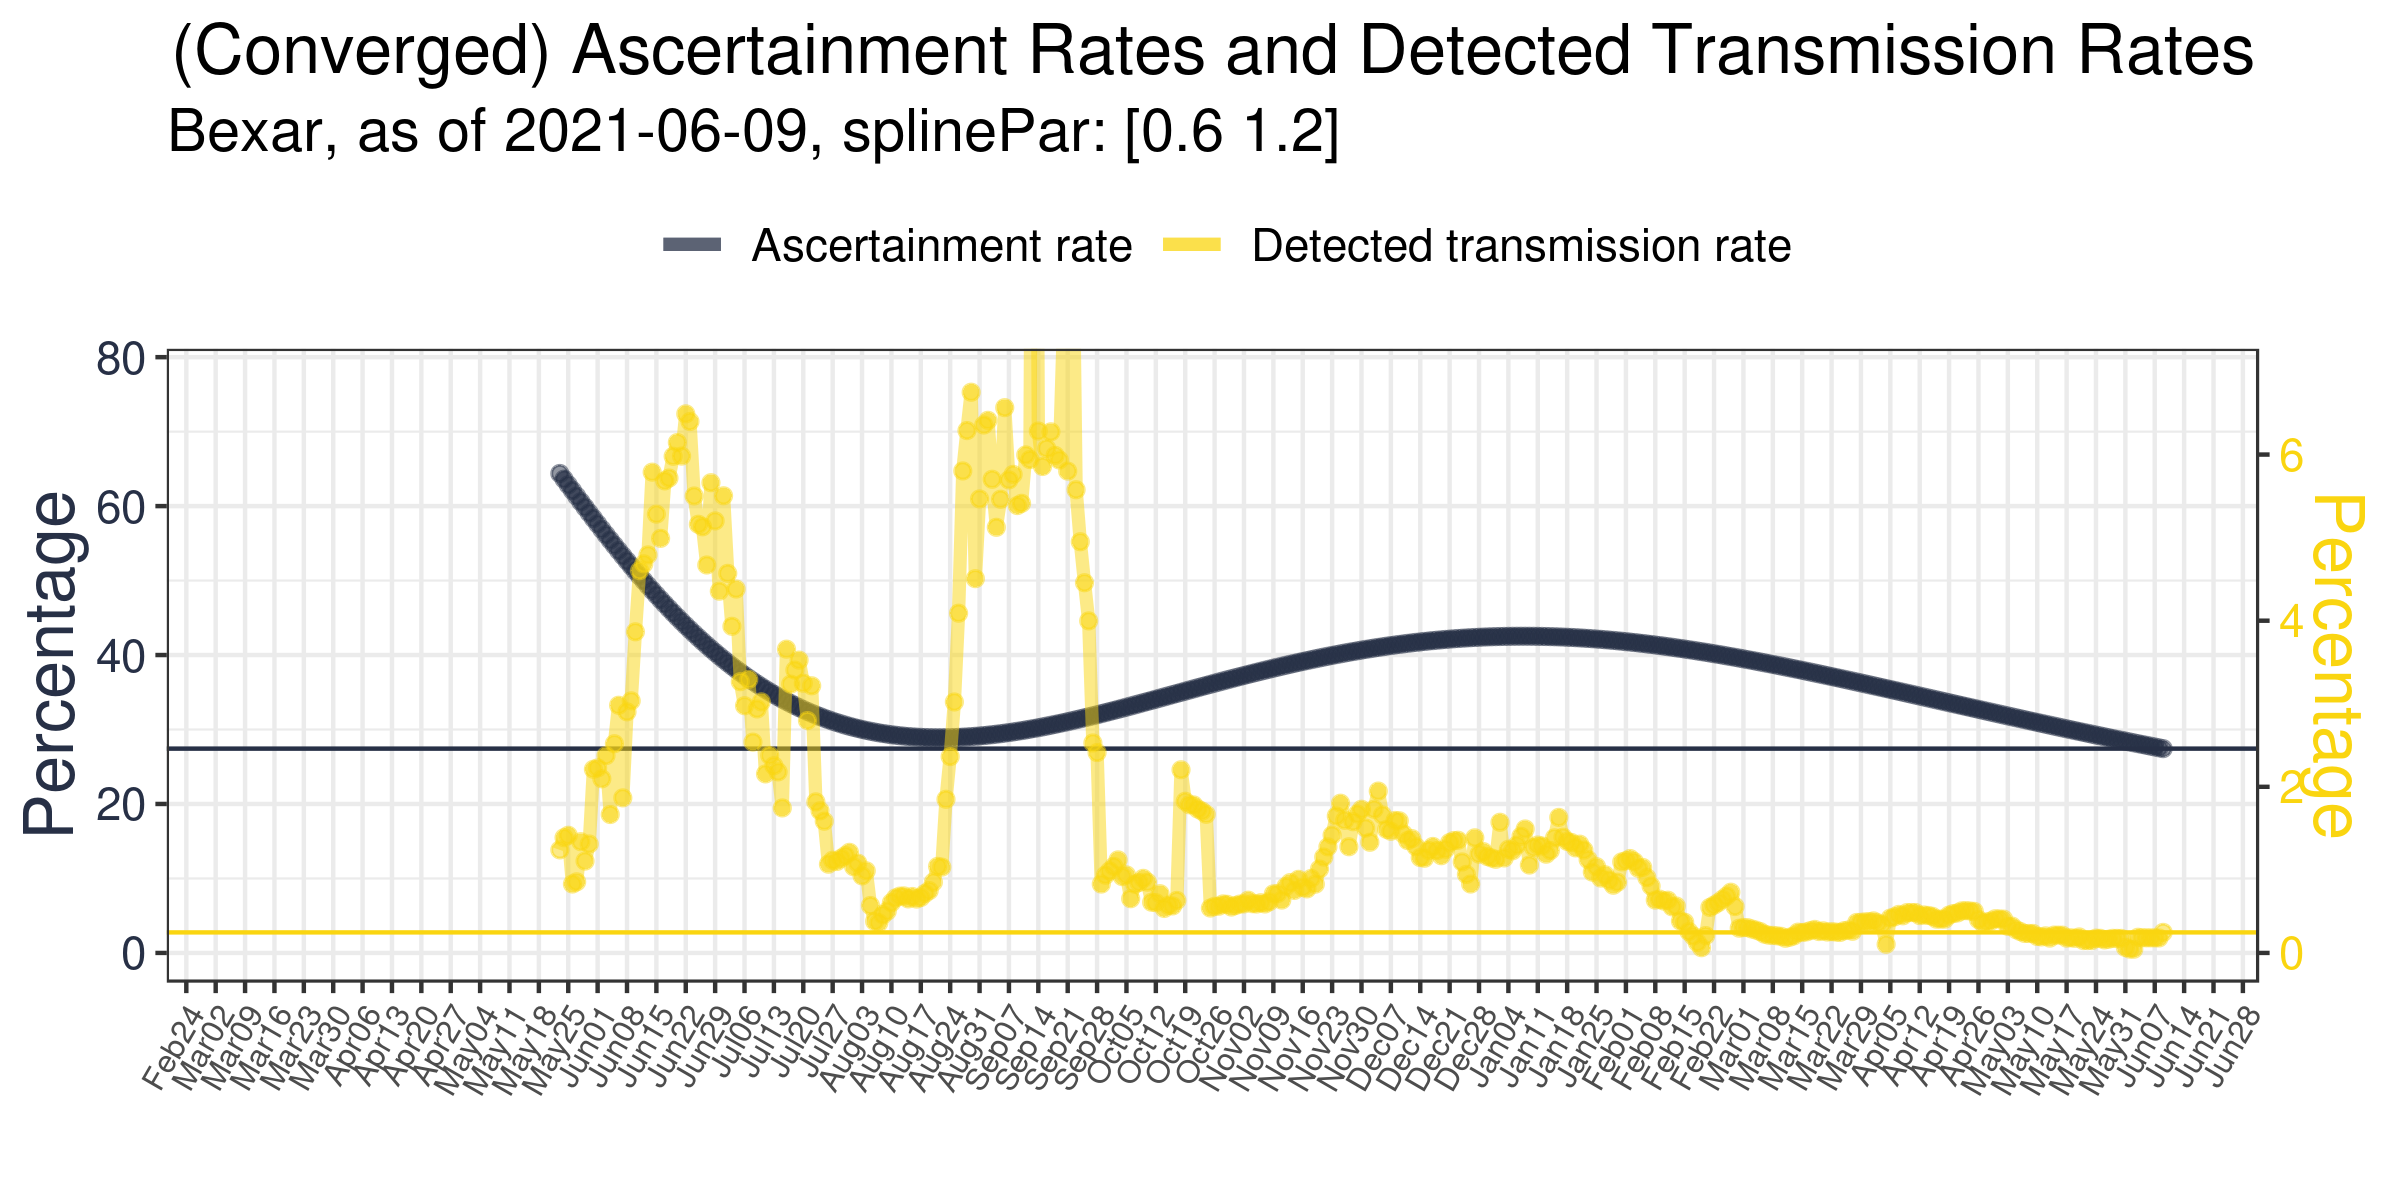 (Converged) Ascertainment Rates and Detected Transmission Rates
Bexar, as of 2021-06-09, splinePar: [0.6 1.2]
Ascertainment rate
Detected transmission rate
Percentage
80
60
40
20
0
6
4
2
0
Percentage
Feb24
Mar02
Mar09
Mar16
Mar23
Mar30
Apr06
Apr13
Apr20
Apr27
May04
May11
May18
May25
Jun01
Jun08
Jun15
Jun22
Jun29
Jul06
Jul13
Jul20
Jul27
Aug03
Aug10
Aug17
Aug24
Aug31
Sep07
Sep14
Sep21
Sep28
Oct05
Oct12
Oct19
Oct26
Nov02
Nov09
Nov16
Nov23
Nov30
Dec07
Dec14
Dec21
Dec28
Jan04
Jan11
Jan18
Jan25
Feb01
Feb08
Feb15
Feb22
Mar01
Mar08
Mar15
Mar22
Mar29
Apr05
Apr12
Apr19
Apr26
May03
May10
May17
May24
May31
Jun07
Jun14
Jun21
Jun28